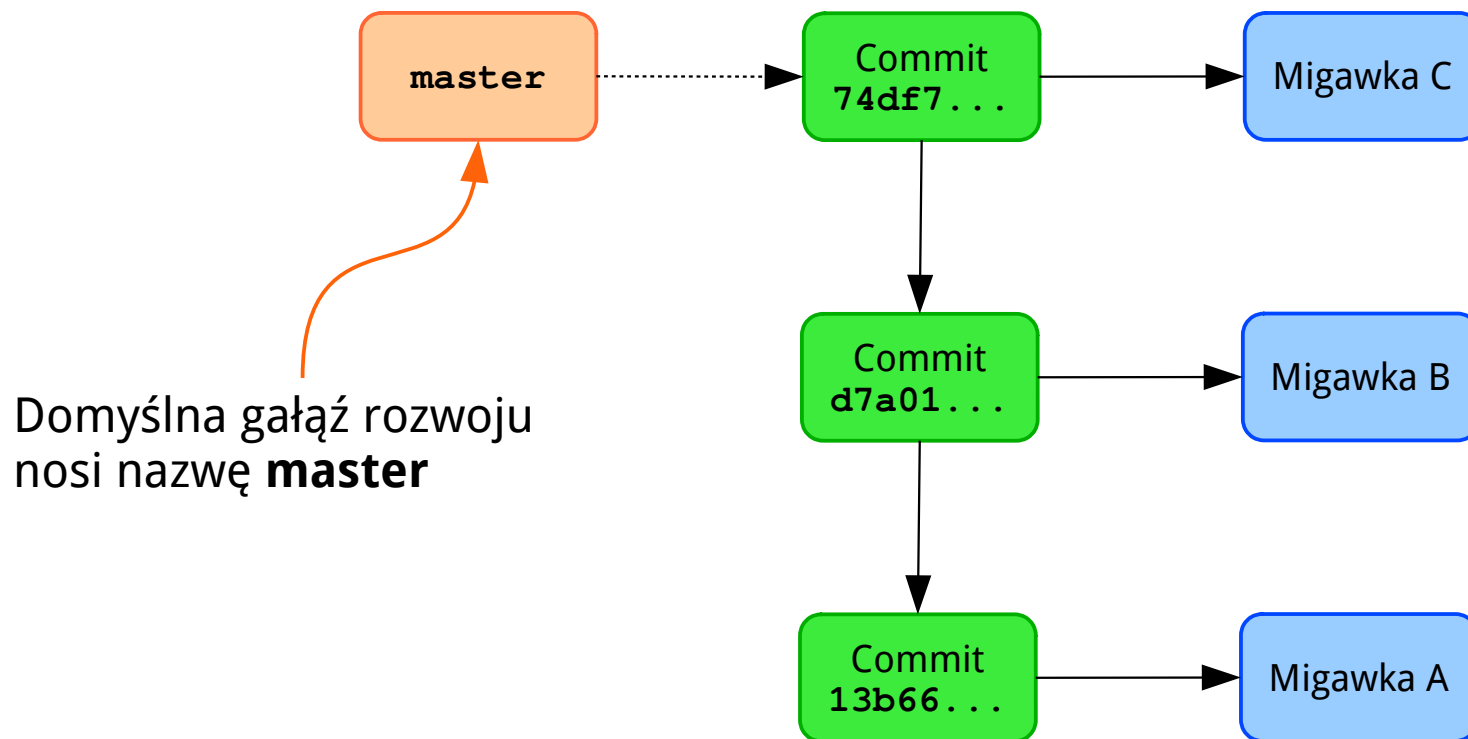 master
Commit
74df7...
Migawka C
Commit
d7a01...
Migawka B
Domyślna gałąź rozwoju
nosi nazwę master
Commit
13b66...
Migawka A